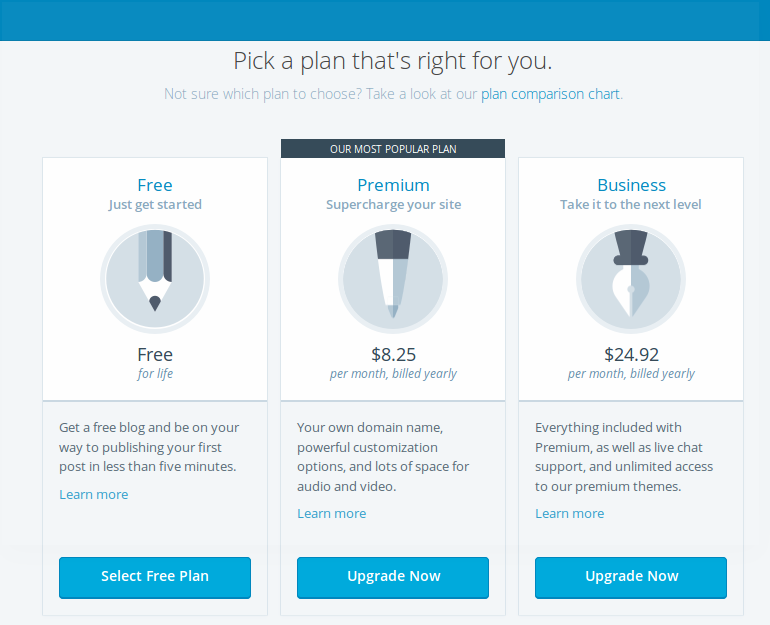 Pick a plan that's right for you.
Not sure which plan to choose? Take a look at our plan comparison chart.
Free
Just get started
Free
for life
Get a free blog and be on your
way to publishing your first
post in less than five minutes.
Learn more
Select Free Plan
OUR MOST POPULAR PLAN
Premium
Supercharge your site
$8.25
per month, billed yearly
Your own domain name,
powerful customization
options, and lots of space for
audio and video.
Learn more
Upgrade Now
Business
Take it to the next level
$24.92
per month, billed yearly
Everything included with
Premium, as well as live chat
support, and unlimited access
to our premium themes.
Learn more
Upgrade Now